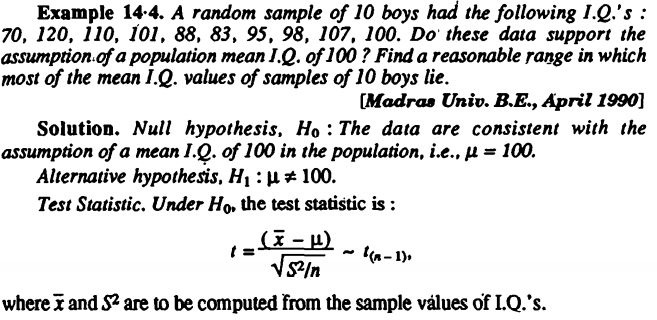 Example 14·4. A random sample of 10 boys had the following I.Q.'s :
70, 120, 110, 101, 88, 83, 95, 98, 107, 100. Do these data support the
assumption of a population mean I.Q. of 100 ? Find a reasonable range in which
most of the mean I.Q. values of samples of 10 boys lie.
[Madras Univ. B.E., April 1990]
Solution. Null hypothesis, H₀ : The data are consistent with the
assumption of a mean I.Q. of 100 in the population, i.e., μ = 100.
Alternative hypothesis, H₁ : μ ≠ 100.
Test Statistic. Under H₀, the test statistic is :
t = (x̄ − μ) / √S²/n ~ t₍ₙ₋₁₎,
where x̄ and S² are to be computed from the sample values of I.Q.'s.